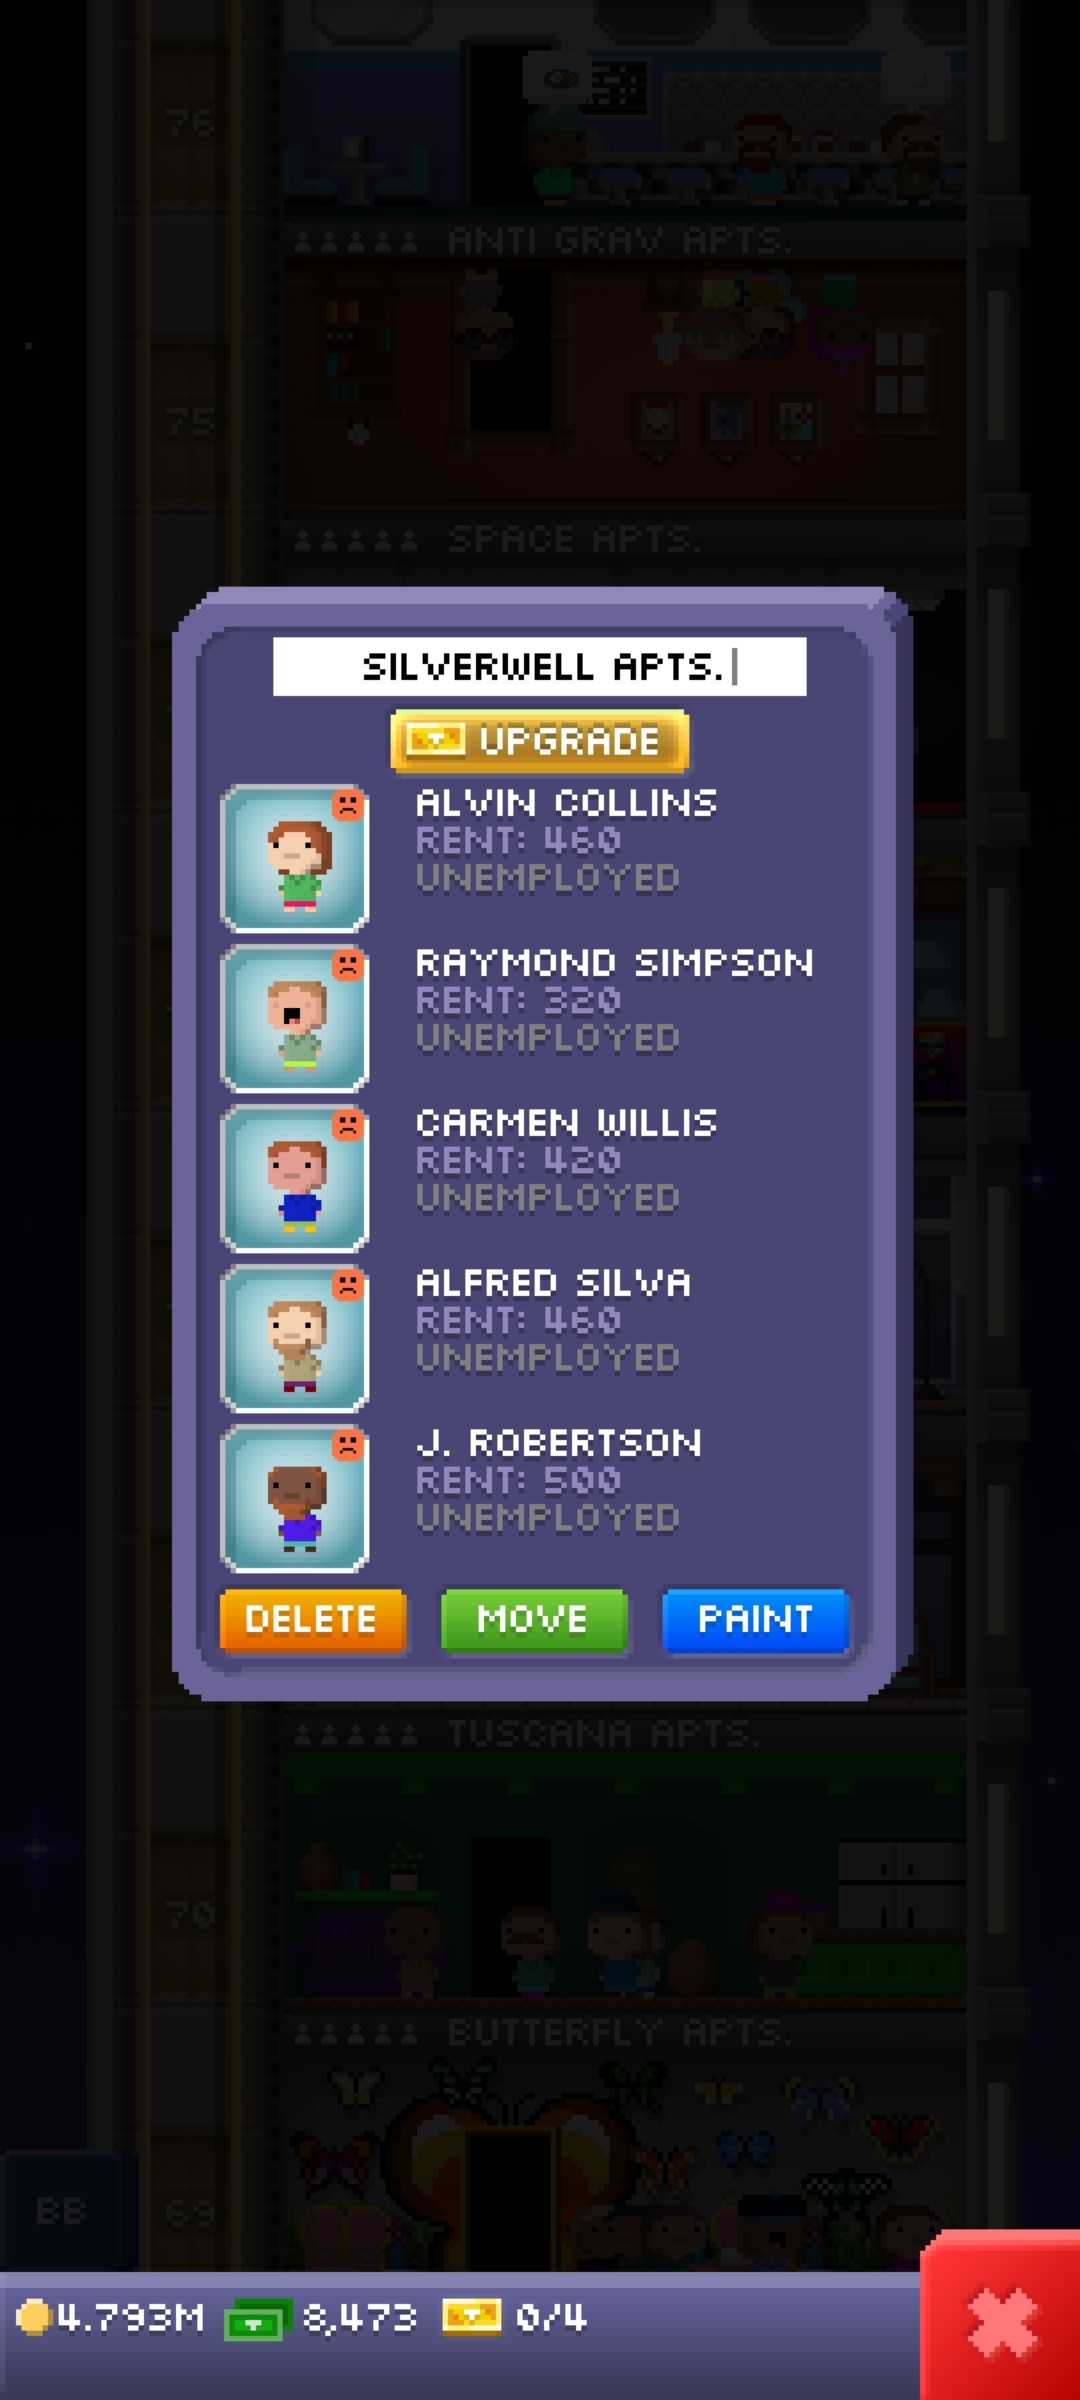 76
ANTI GRAV APTS.
75
SPACE APTS.
SILVERWELL APTS.
UPGRADE
ALVIN COLLINS
RENT: 460
UNEMPLOYED
RAYMOND SIMPSON
RENT: 320
UNEMPLOYED
CARMEN WILLIS
RENT: 420
UNEMPLOYED
ALFRED SILVA
RENT: 460
UNEMPLOYED
J. ROBERTSON
RENT: 500
UNEMPLOYED
DELETE MOVE PAINT
TUSCANA APTS.
70
BUTTERFLY APTS.
BB 69
4.793M 8,473 0/4